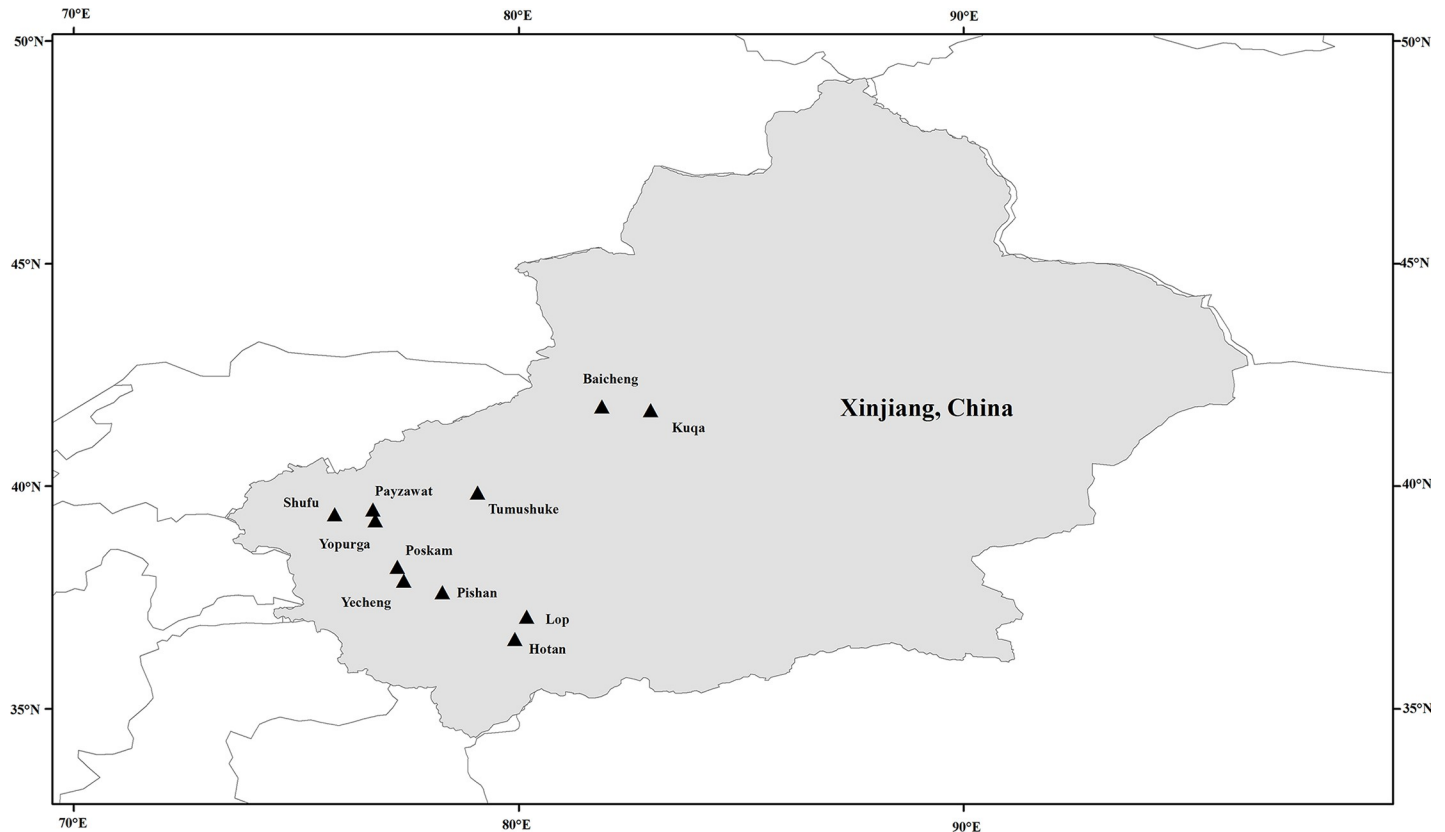 70°E
80°E
90°E
50°N
50°N
45°N
45°N
Baicheng
Xinjiang, China
Kuqa
40°N
40°N
Payzawat
Shufu
Tumushuke
Yopurga
Poskam
Pishan
Yecheng
Lop
Hotan
35°N
35°N
70°E
80°E
90°E